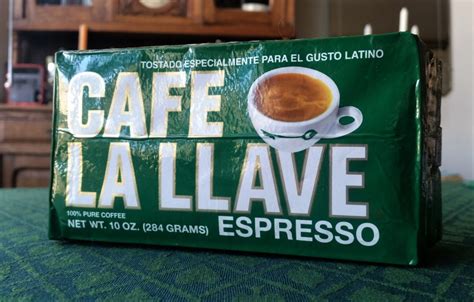 TOSTADO ESPECIALMENTE PARA EL GUSTO LATINO
CAFE
LA LLAVE
100% PURE COFFEE
NET WT. 10 OZ. (284 GRAMS)
ESPRESSO